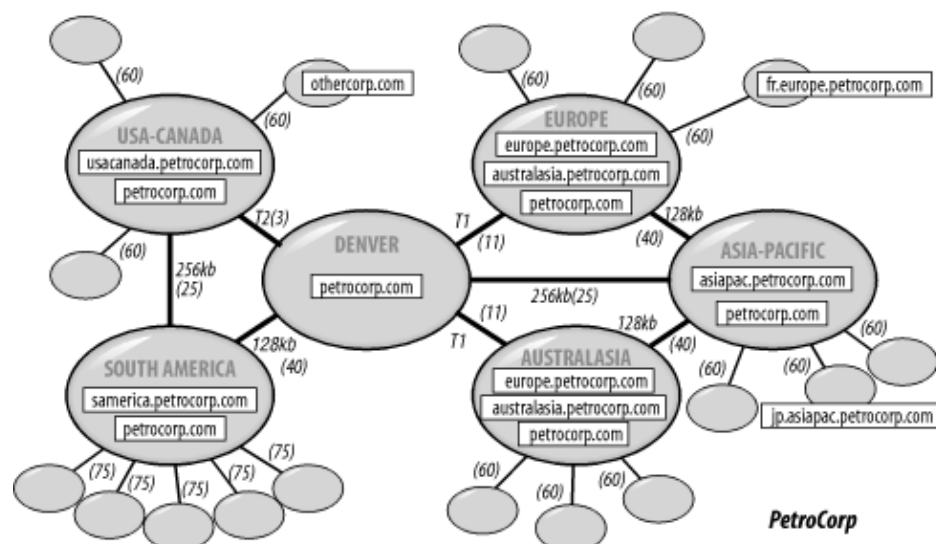 (60)
othercorp.com
(60)
USA-CANADA
usacanada.petrocorp.com
petrocorp.com
(60)
T2(3)
256kb
(25)
DENVER
petrocorp.com
128kb
(40)
SOUTH AMERICA
samerica.petrocorp.com
petrocorp.com
(75)
(75)
(75)
(75)
(75)
(60)
(60)
fr.europe.petrocorp.com
(60)
EUROPE
europe.petrocorp.com
australasia.petrocorp.com
petrocorp.com
T1
(11)
128kb
(40)
256kb(25)
ASIA-PACIFIC
asiapac.petrocorp.com
petrocorp.com
(11)
T1
128kb
(40)
AUSTRALASIA
europe.petrocorp.com
australasia.petrocorp.com
petrocorp.com
(60)
(60)
(60)
jp.asiapac.petrocorp.com
(60)
(60)
(60)
PetroCorp